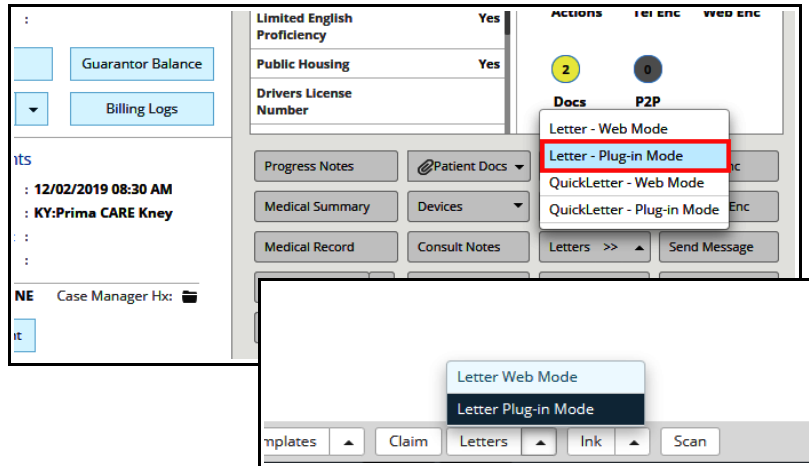 :
Guarantor Balance
Billing Logs
nts
: 12/02/2019 08:30 AM
: KY:Prima CARE Kney
:
:
NE Case Manager Hx:
nt
Limited English
Proficiency
Yes
Public Housing
Yes
Drivers License
Number
Actions Tel Enc Web Enc
2
0
Docs P2P
Letter - Web Mode
Letter - Plug-in Mode
QuickLetter - Web Mode
QuickLetter - Plug-in Mode
Progress Notes
Patient Docs
nc
Medical Summary
Devices
Enc
Medical Record
Consult Notes
Letters >>
Send Message
Letter Web Mode
Letter Plug-in Mode
mplates
Claim
Letters
Ink
Scan